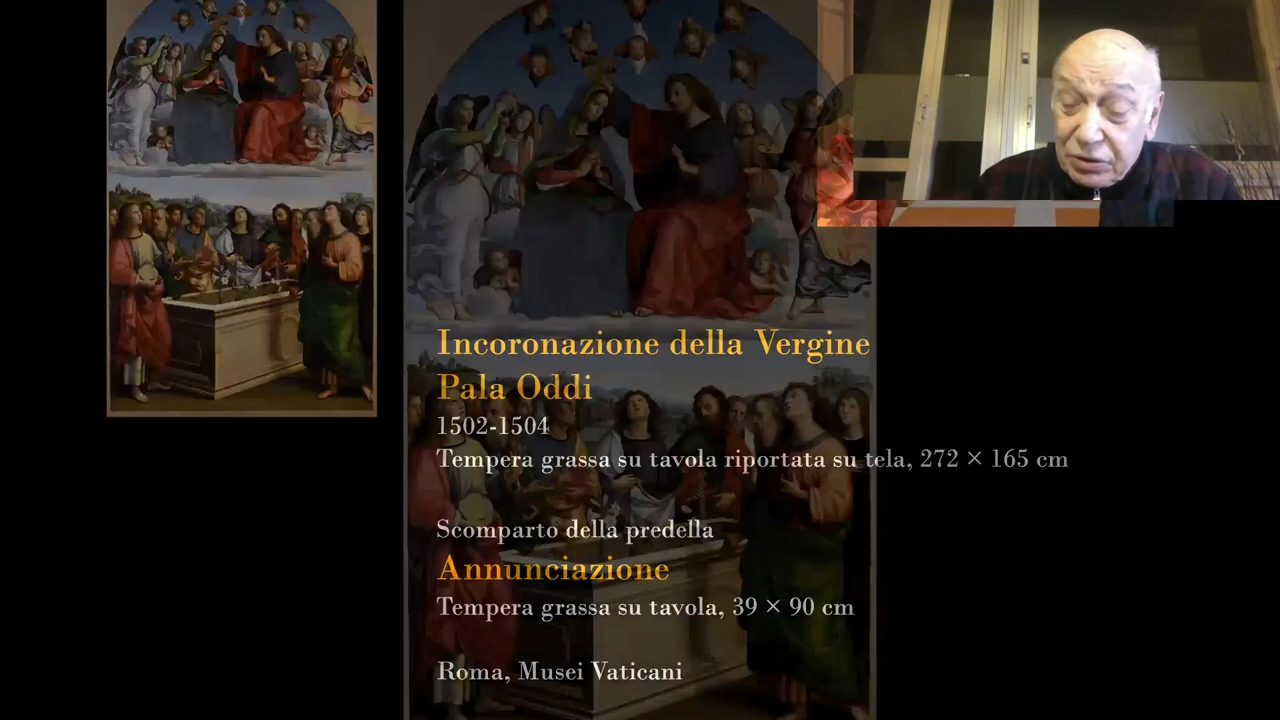 Incoronazione della Vergine
Pala Oddi
1502-1504
Tempera grassa su tavola riportata su tela, 272 × 165 cm
Scomparto della predella
Annunciazione
Tempera grassa su tavola, 39 × 90 cm
Roma, Musei Vaticani